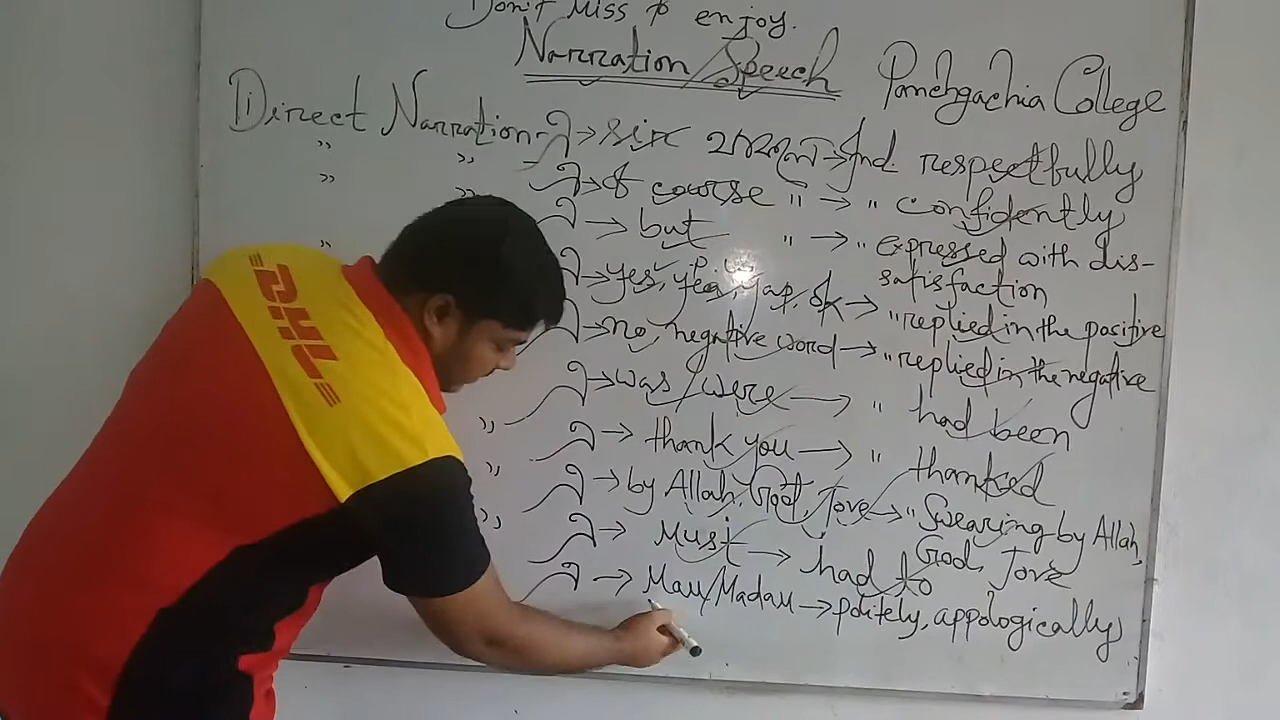 Don't Miss to enjoy.
Narration/Speech
Panchgachia College
Direct Narration-এ → sir থাকলে → Ind. respectfully
" " এ → of course " → " confidently
" " এ → but " → " expressed with dis-
satisfaction
এ → yes, yea, yap, ok → " replied in the positive
" এ → no, negative word → " replied in the negative
এ → was/were → " had been
" এ → thank you → " thanked
" এ → by Allah, God, Jove → " Swearing by Allah,
God, Jove
" এ → Must → had to
এ → Mam/Madam → politely, appologically
DHL